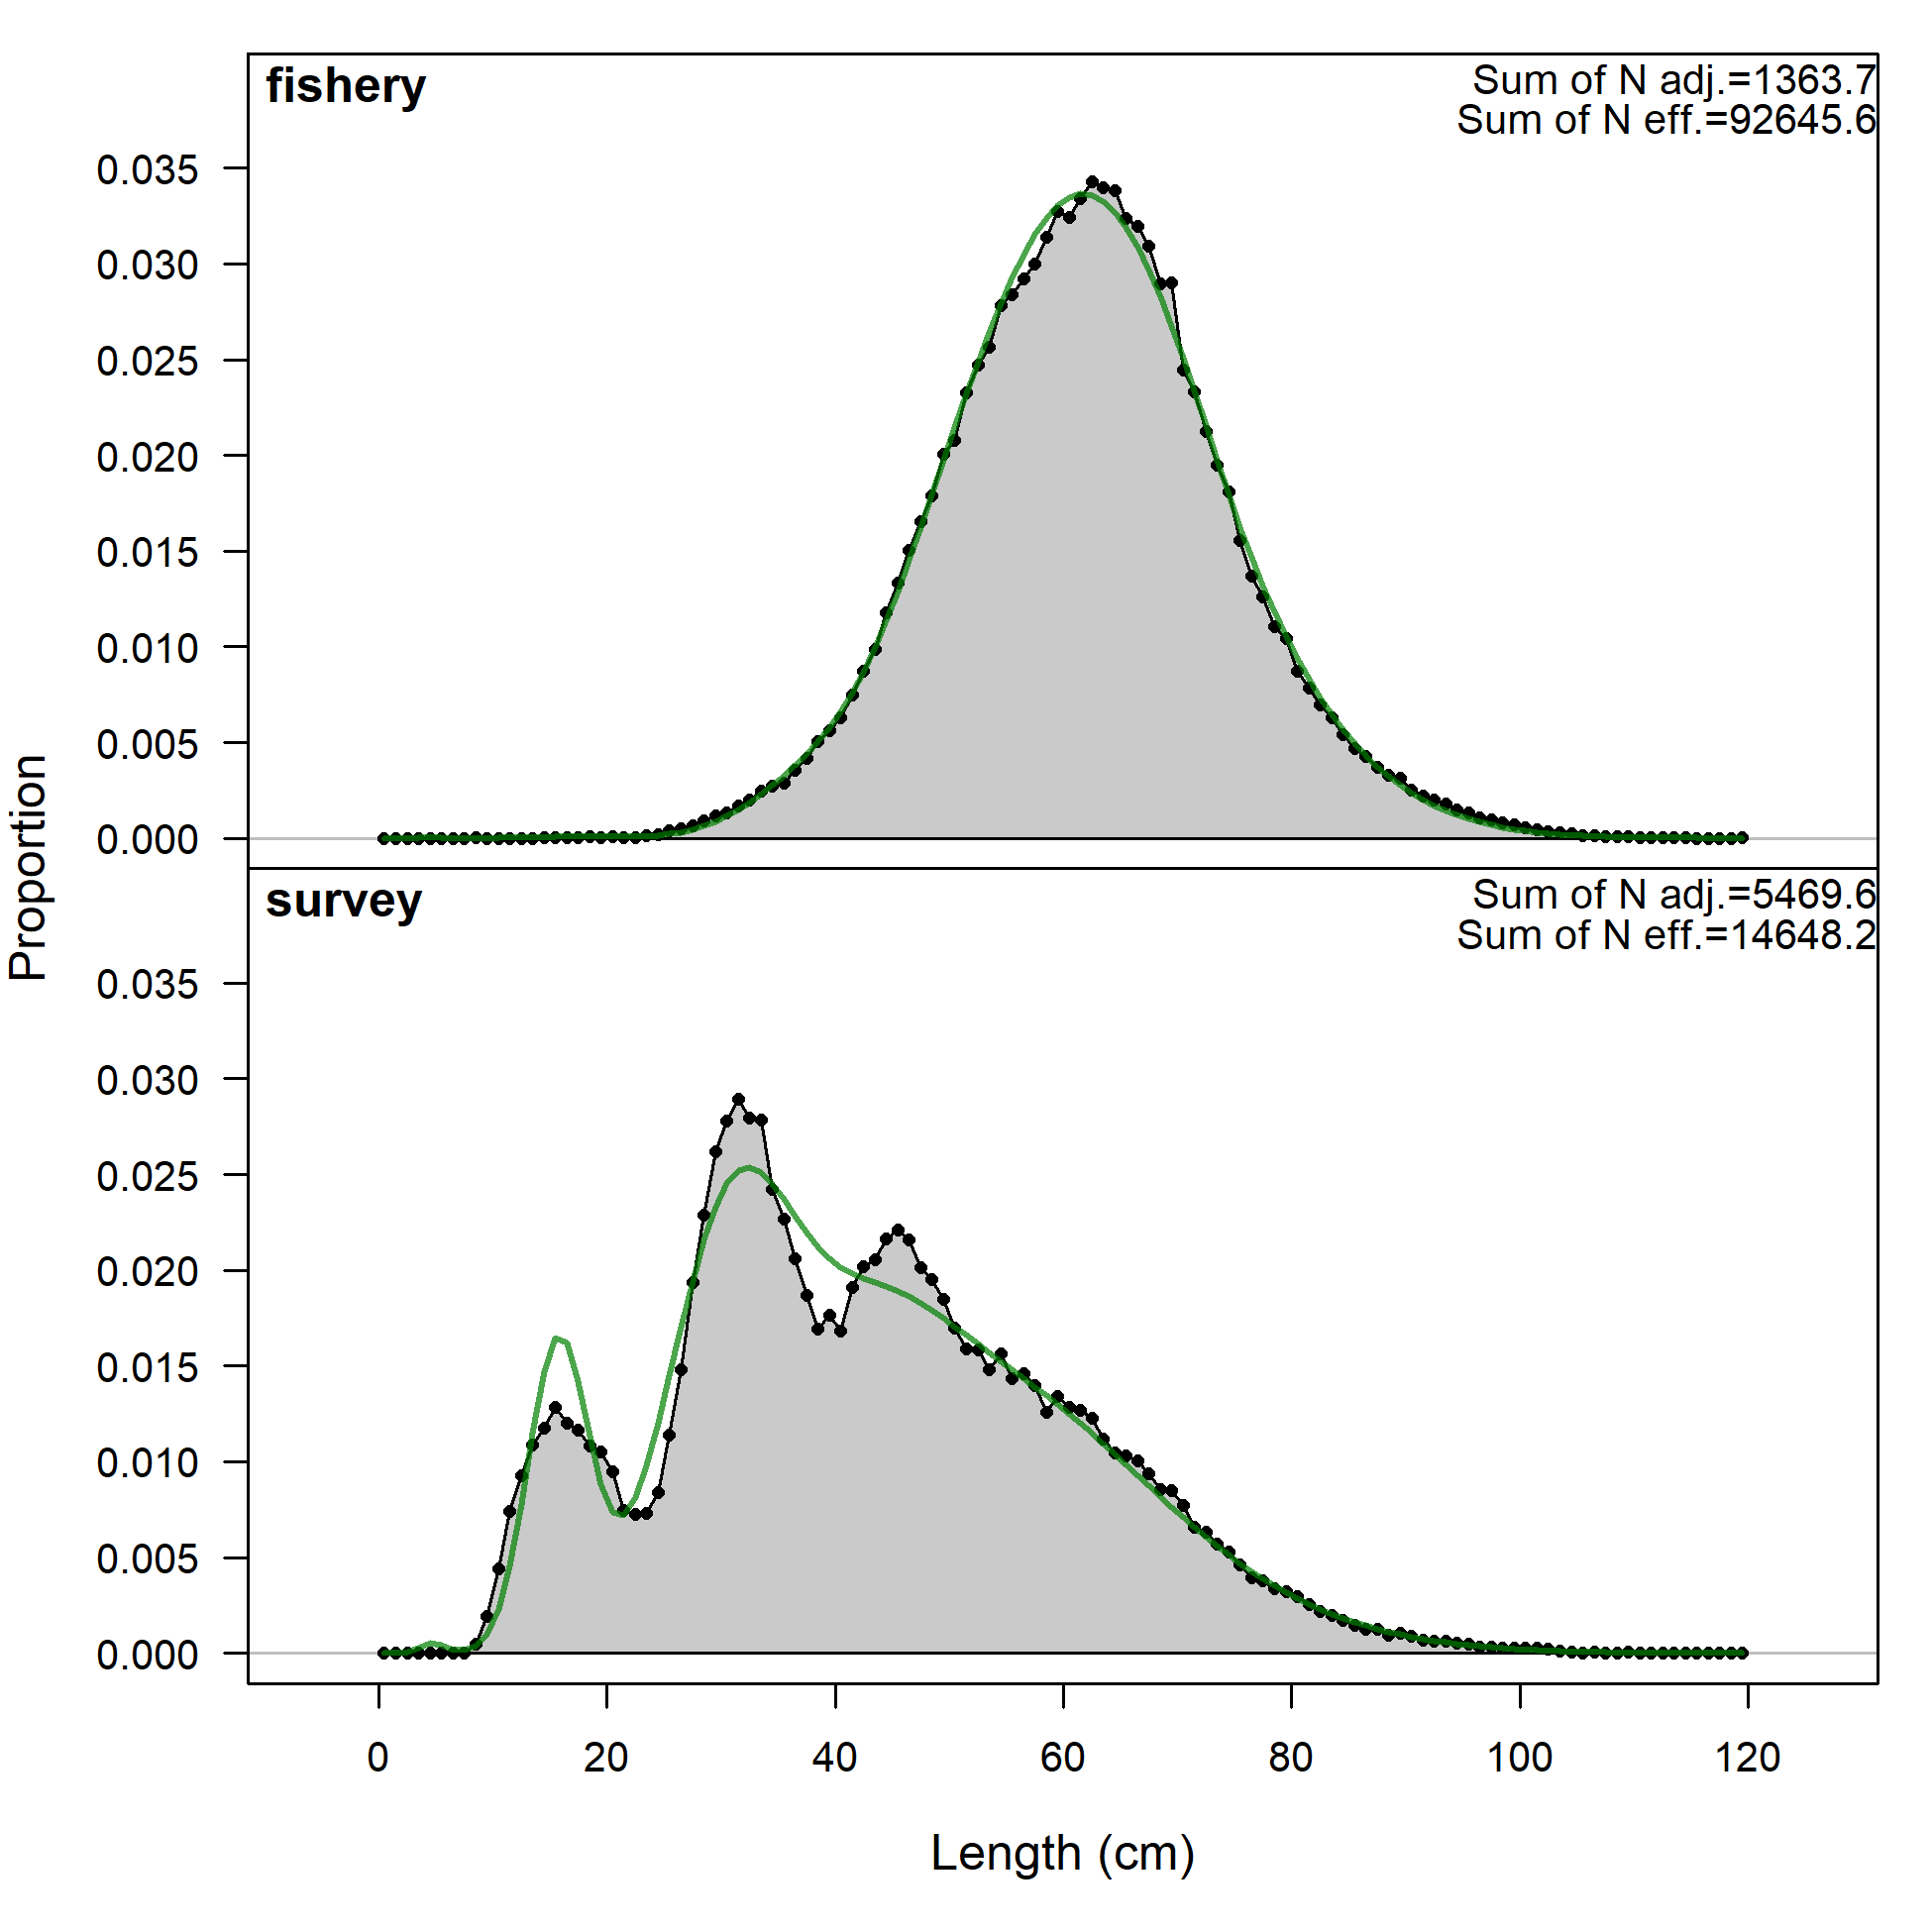 fishery
Sum of N adj.=1363.7
Sum of N eff.=92645.6
0.035
0.030
0.025
0.020
0.015
0.010
0.005
0.000
survey
Sum of N adj.=5469.6
Sum of N eff.=14648.2
0.035
0.030
0.025
0.020
0.015
0.010
0.005
0.000
Proportion
0 20 40 60 80 100 120
Length (cm)